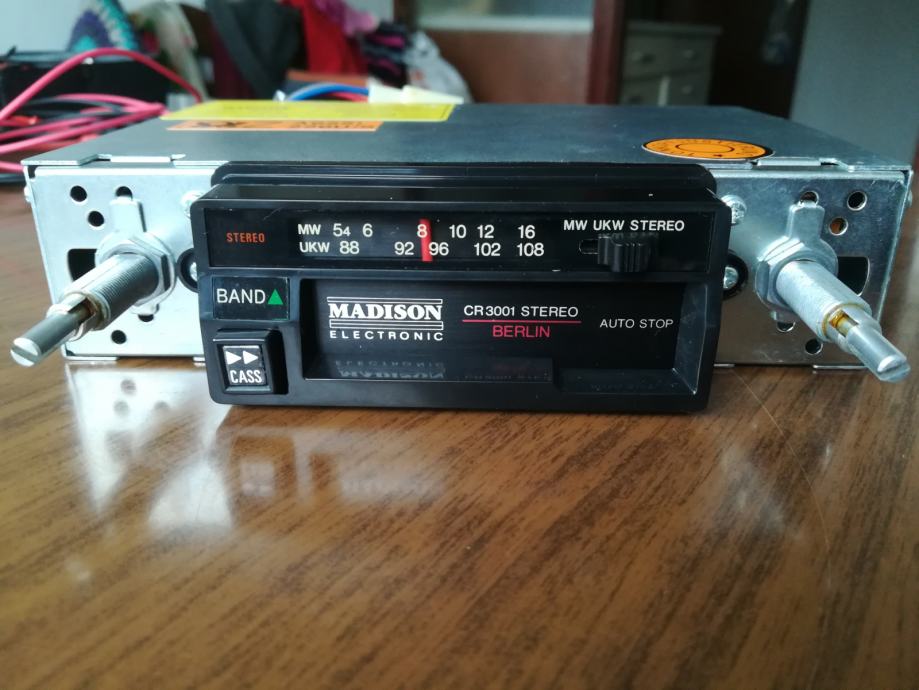 STEREO
MW 54 6 8 10 12 16
UKW 88 92 96 102 108
MW UKW STEREO
BAND
MADISON
ELECTRONIC
CR3001 STEREO
BERLIN
AUTO STOP
CASS